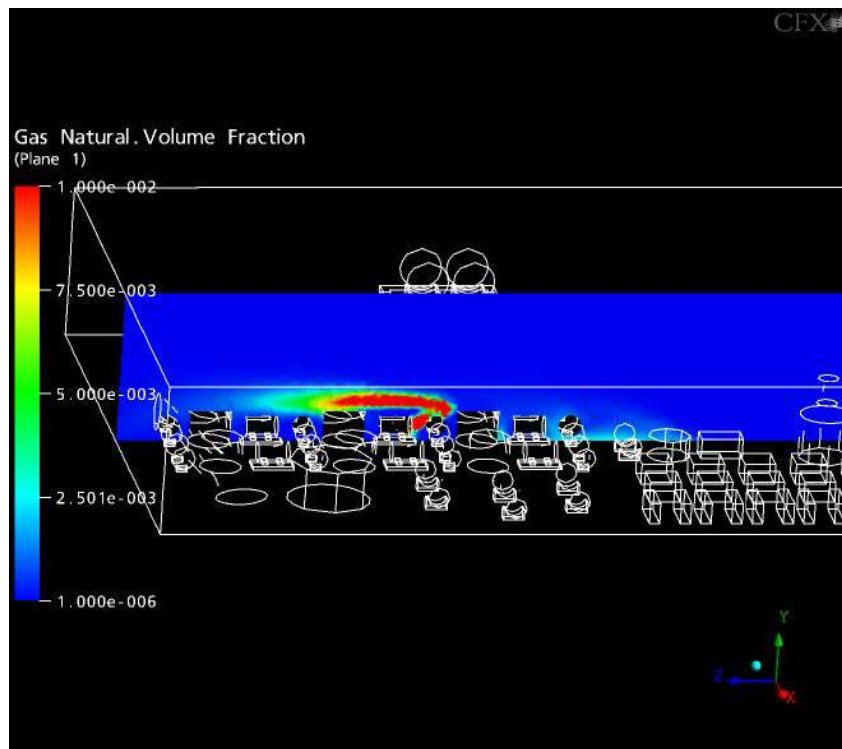 CFX
Gas Natural.Volume Fraction
(Plane 1)
1.000e-002
7.500e-003
5.000e-003
2.501e-003
1.000e-006
Y
Z
X